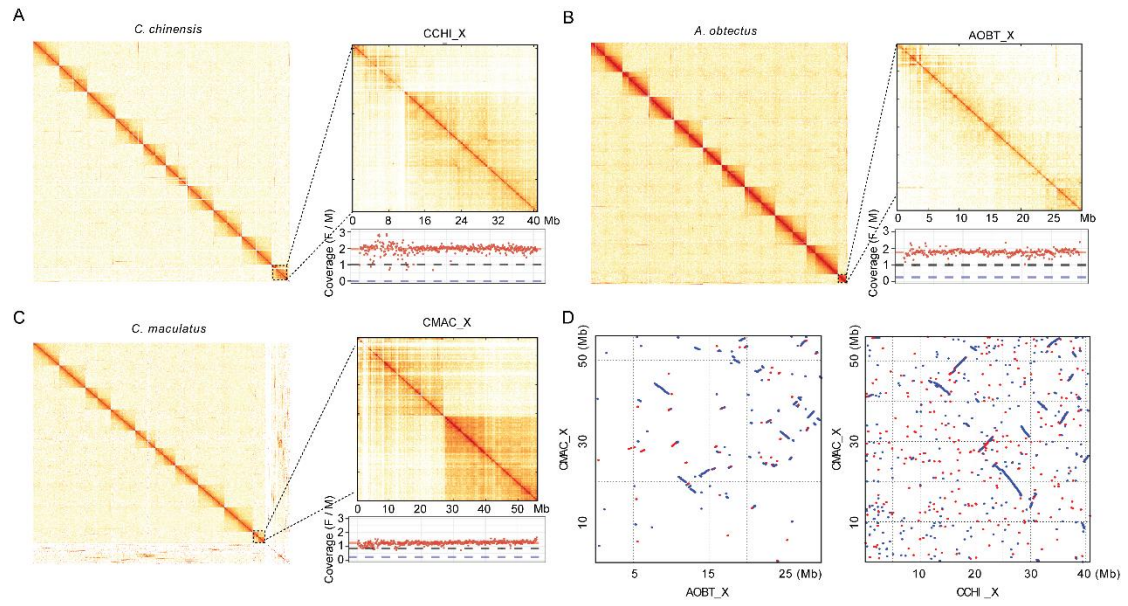 A
C. chinensis
CCHI_X
0 8 16 24 32 40 Mb
Coverage (F / M)
3
2
1
0
B
A. obtectus
AOBT_X
0 5 10 15 20 25 Mb
Coverage (F / M)
3
2
1
0
C
C. maculatus
CMAC_X
Mb 10 20 30 40 50
Coverage (F / M)
3
2
1
0
D
CMAC_X
10 30 50 (Mb)
5 15 25 (Mb)
AOBT_X
CMAC_X
10 30 50 (Mb)
10 20 30 40 (Mb)
CCHI_X